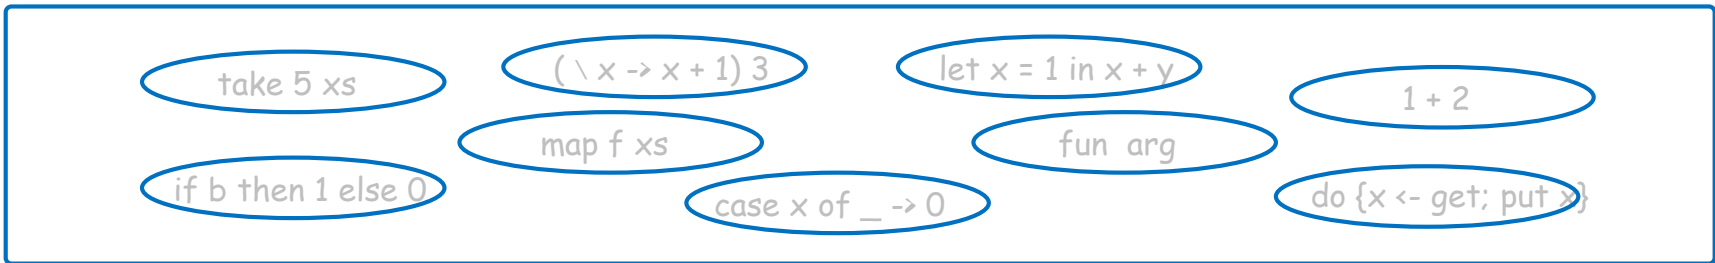 take 5 xs
( \ x -> x + 1) 3
let x = 1 in x + y
1 + 2
map f xs
fun  arg
if b then 1 else 0
case x of _ -> 0
do {x <- get; put x}